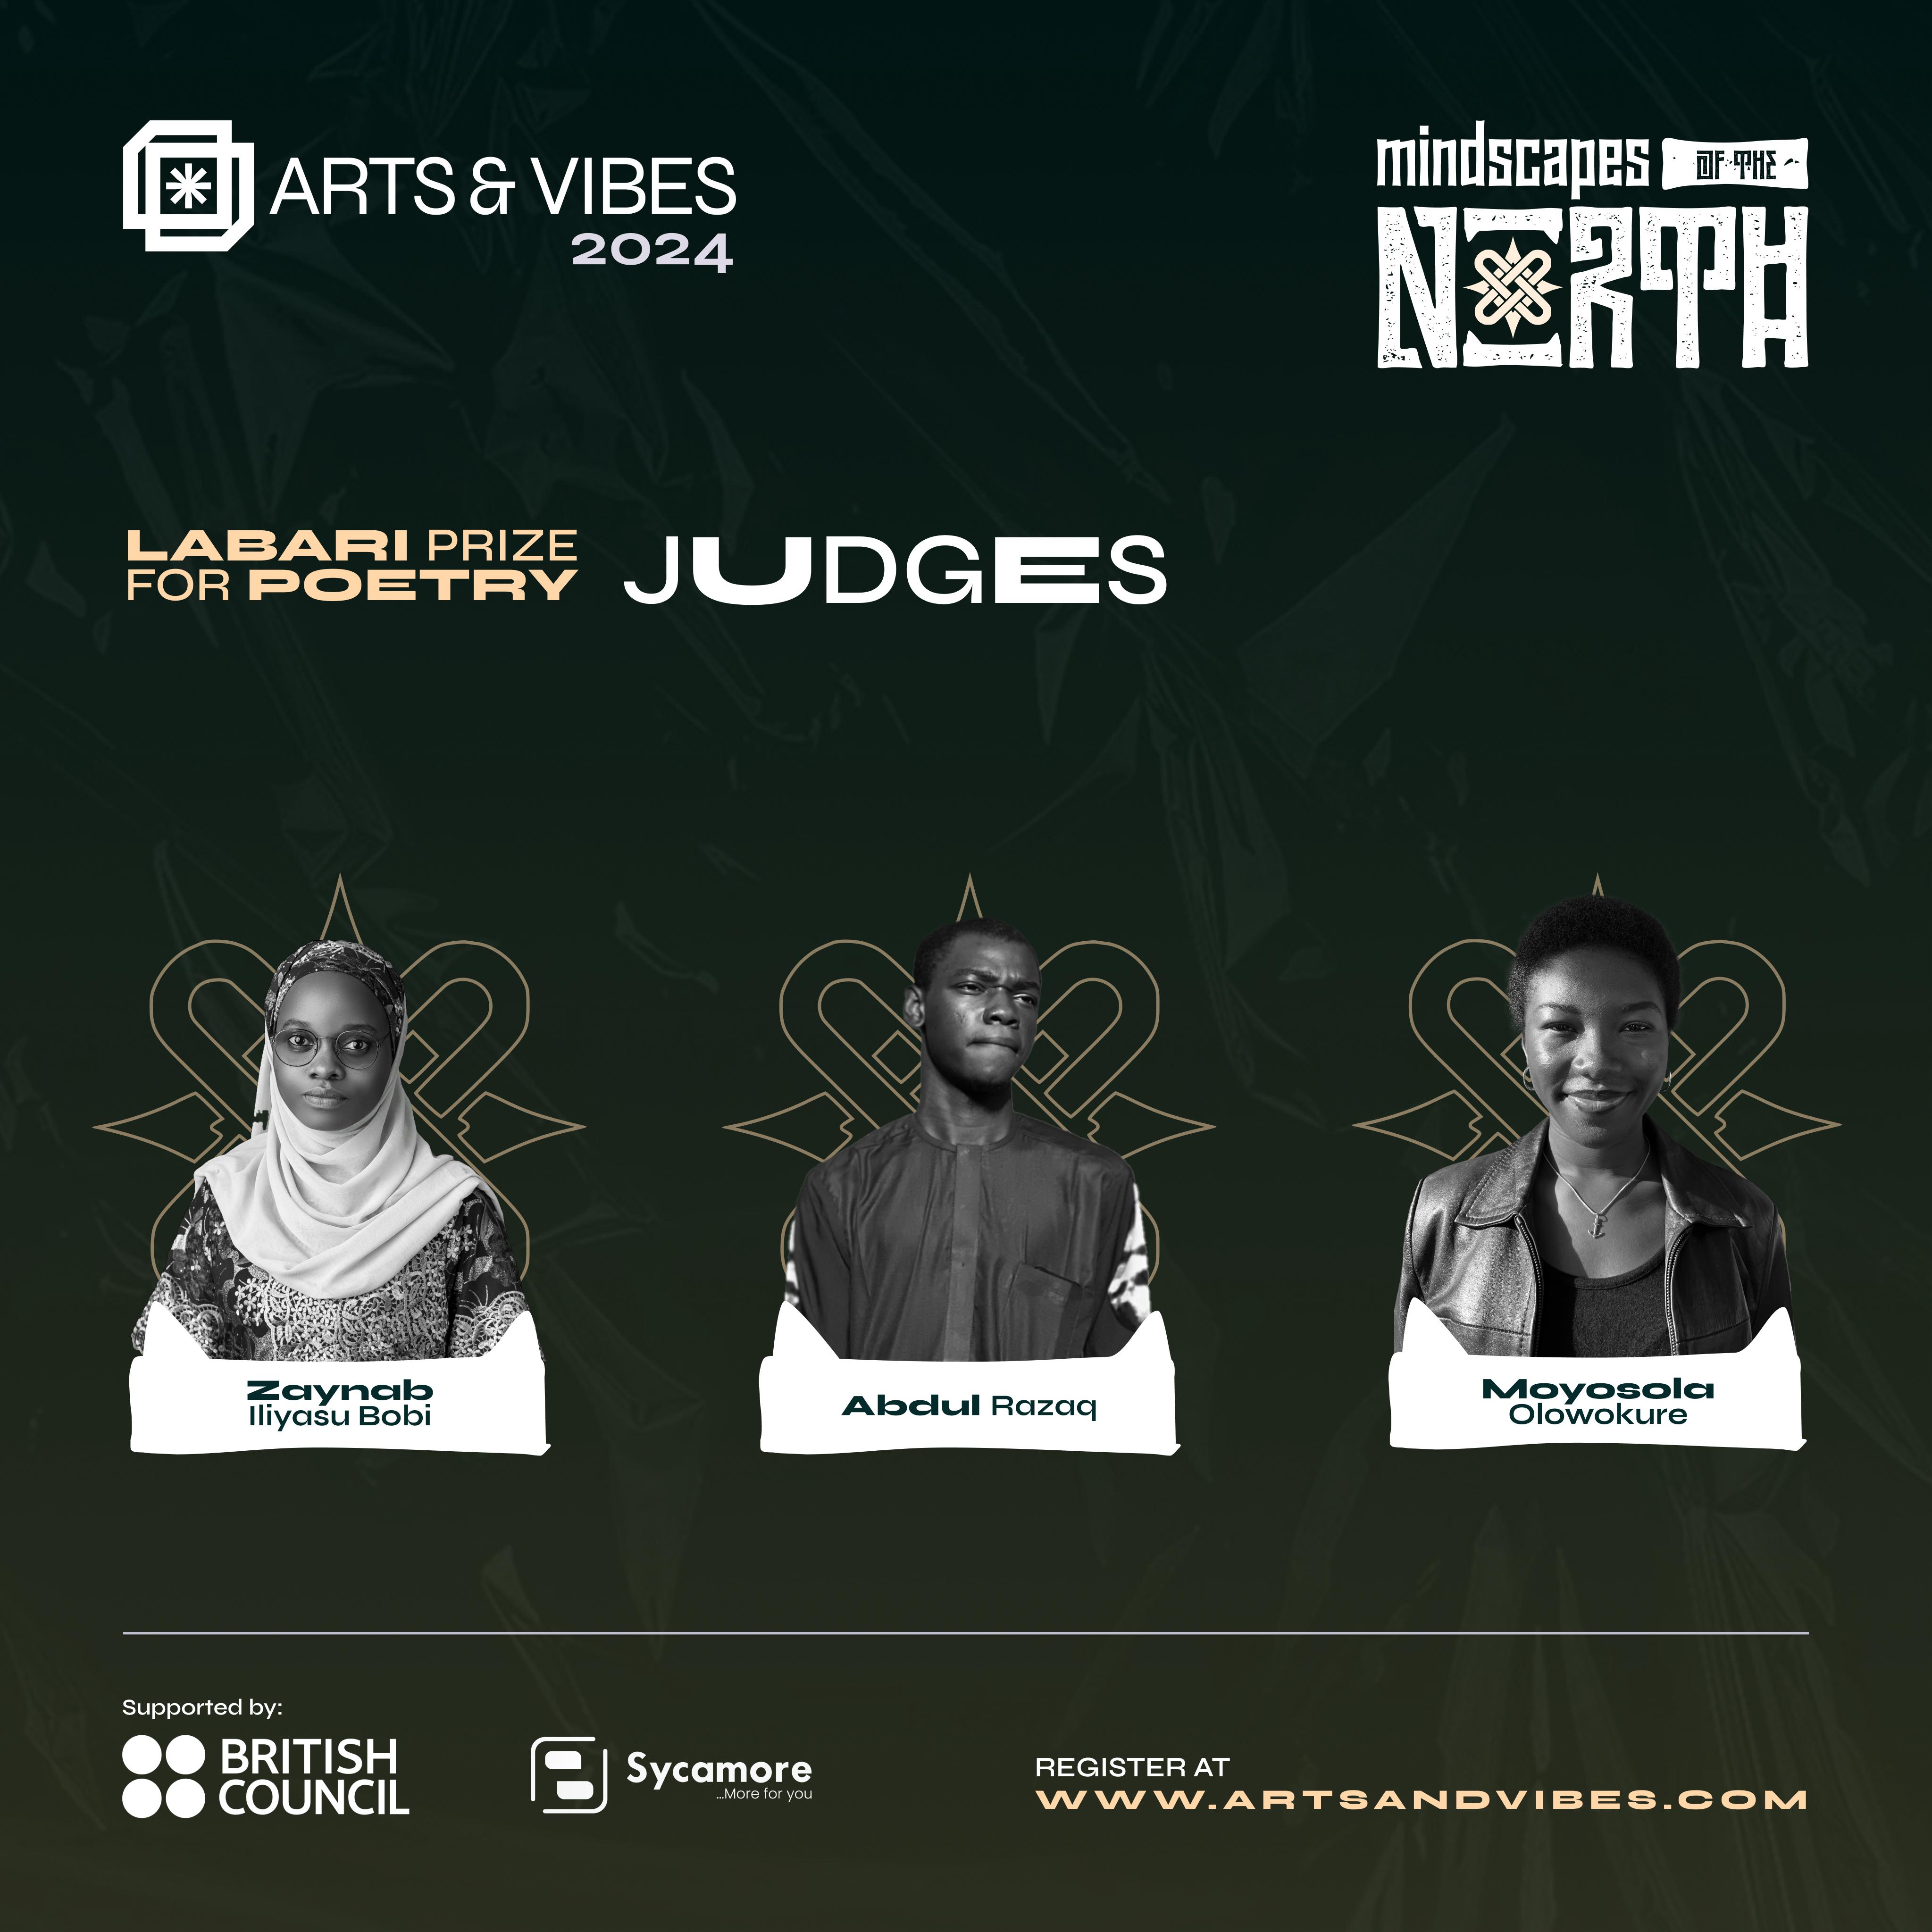 ARTS & VIBES
2024
mindscapes OF THE
NORTH
LABARI PRIZE
FOR POETRY
JUDGES
Zaynab
Iliyasu Bobi
Abdul Razaq
Moyosola
Olowokure
Supported by:
BRITISH
COUNCIL
Sycamore
...More for you
REGISTER AT
WWW.ARTSANDVIBES.COM